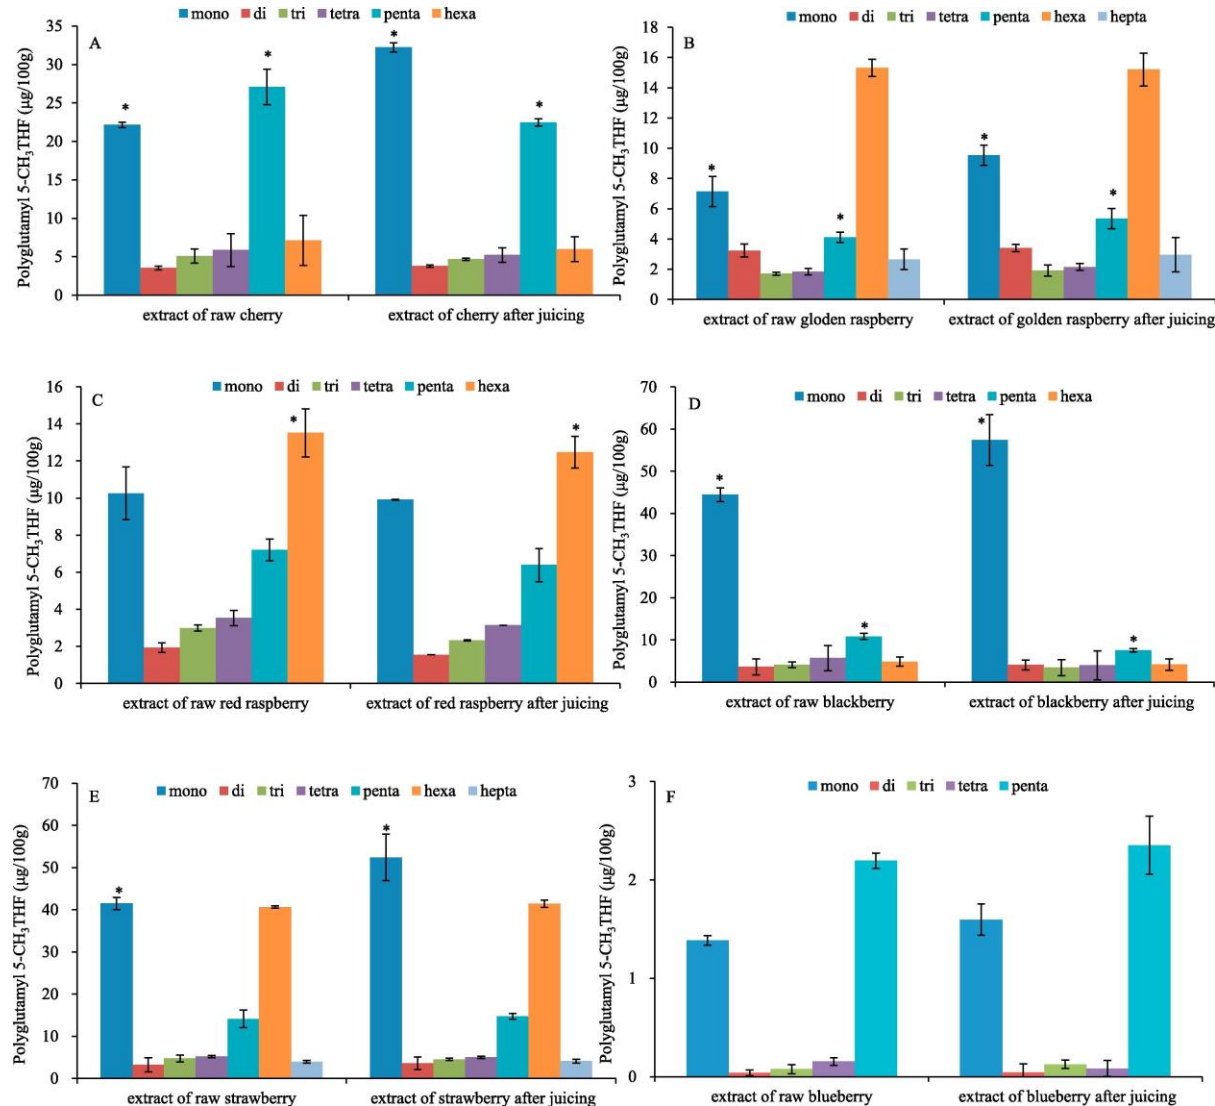 mono di tri tetra penta hexa
A
Polyglutamyl 5-CH₃THF (μg/100g)
35
30
25
20
15
10
5
0
* * * *
extract of raw cherry extract of cherry after juicing
mono di tri tetra penta hexa hepta
B
Polyglutamyl 5-CH₃THF (μg/100g)
18
16
14
12
10
8
6
4
2
0
* * * *
extract of raw gloden raspberry extract of golden raspberry after juicing
mono di tri tetra penta hexa
C
Polyglutamyl 5-CH₃THF (μg/100g)
16
14
12
10
8
6
4
2
0
* *
extract of raw red raspberry extract of red raspberry after juicing
mono di tri tetra penta hexa
D
Polyglutamyl 5-CH₃THF (μg/100g)
70
60
50
40
30
20
10
0
* * * *
extract of raw blackberry extract of blackberry after juicing
mono di tri tetra penta hexa hepta
E
Polyglutamyl 5-CH₃THF (μg/100g)
70
60
50
40
30
20
10
0
* *
extract of raw strawberry extract of strawberry after juicing
mono di tri tetra penta
F
Polyglutamyl 5-CH₃THF (μg/100g)
3
2
1
0
extract of raw blueberry extract of blueberry after juicing